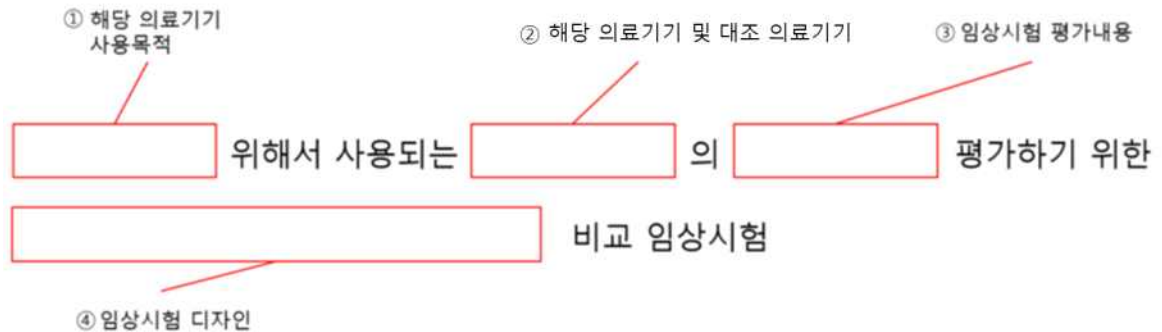 ① 해당 의료기기
사용목적
② 해당 의료기기 및 대조 의료기기
③ 임상시험 평가내용
위해서 사용되는 의 평가하기 위한
비교 임상시험
④ 임상시험 디자인